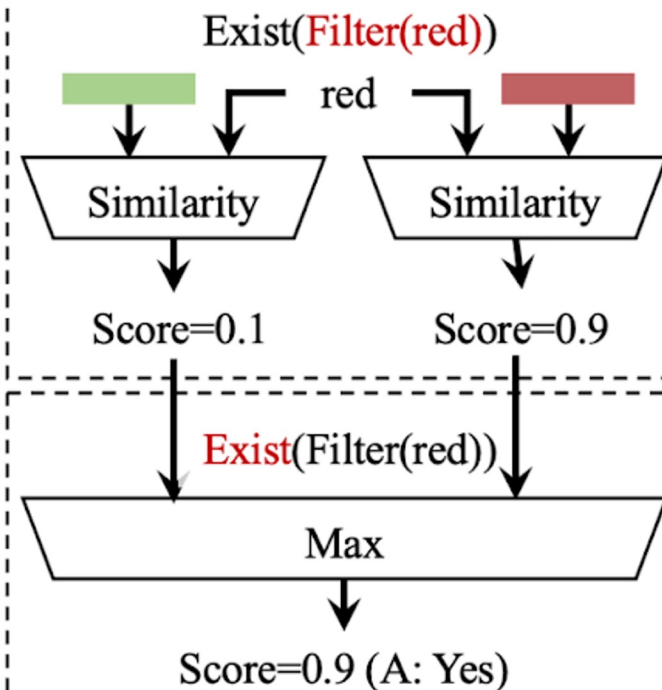 Exist(Filter(red))
red
Similarity Similarity
Score=0.1 Score=0.9
Exist(Filter(red))
Max
Score=0.9 (A: Yes)